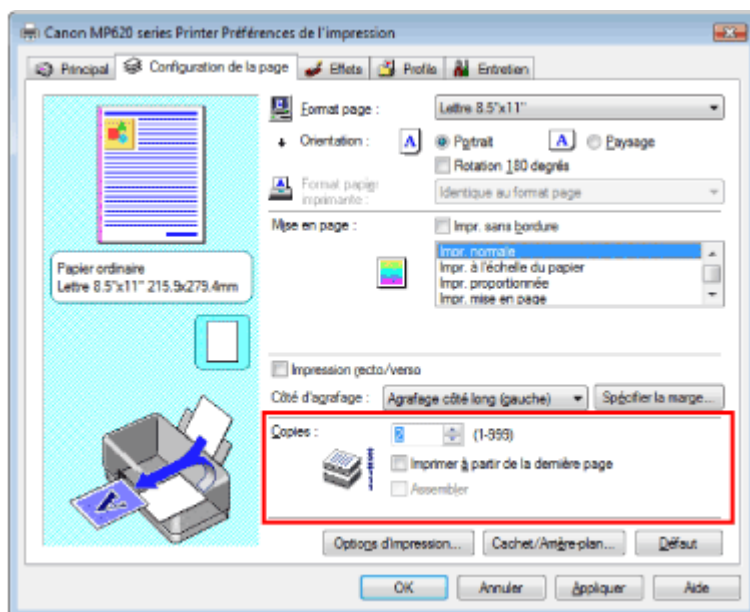 Canon MP620 series Printer Préférences de l'impression
Principal Configuration de la page Effets Profils Entretien
Format page : Lettre 8.5"x11"
Orientation : A Portrait A Paysage
Rotation 180 degrés
Format papier imprimante : Identique au format page
Mise en page : Impr. sans bordure
Impr. normale
Impr. à l'échelle du papier
Impr. proportionnée
Impr. mise en page
Papier ordinaire
Lettre 8.5"x11" 215.9x279.4mm
Impression recto/verso
Côté d'agrafage : Agrafage côté long (gauche) Spécifier la marge...
Copies : 2 (1-999)
Imprimer à partir de la dernière page
Assembler
Options d'impression... Cachet/Arrière-plan... Défaut
OK Annuler Appliquer Aide